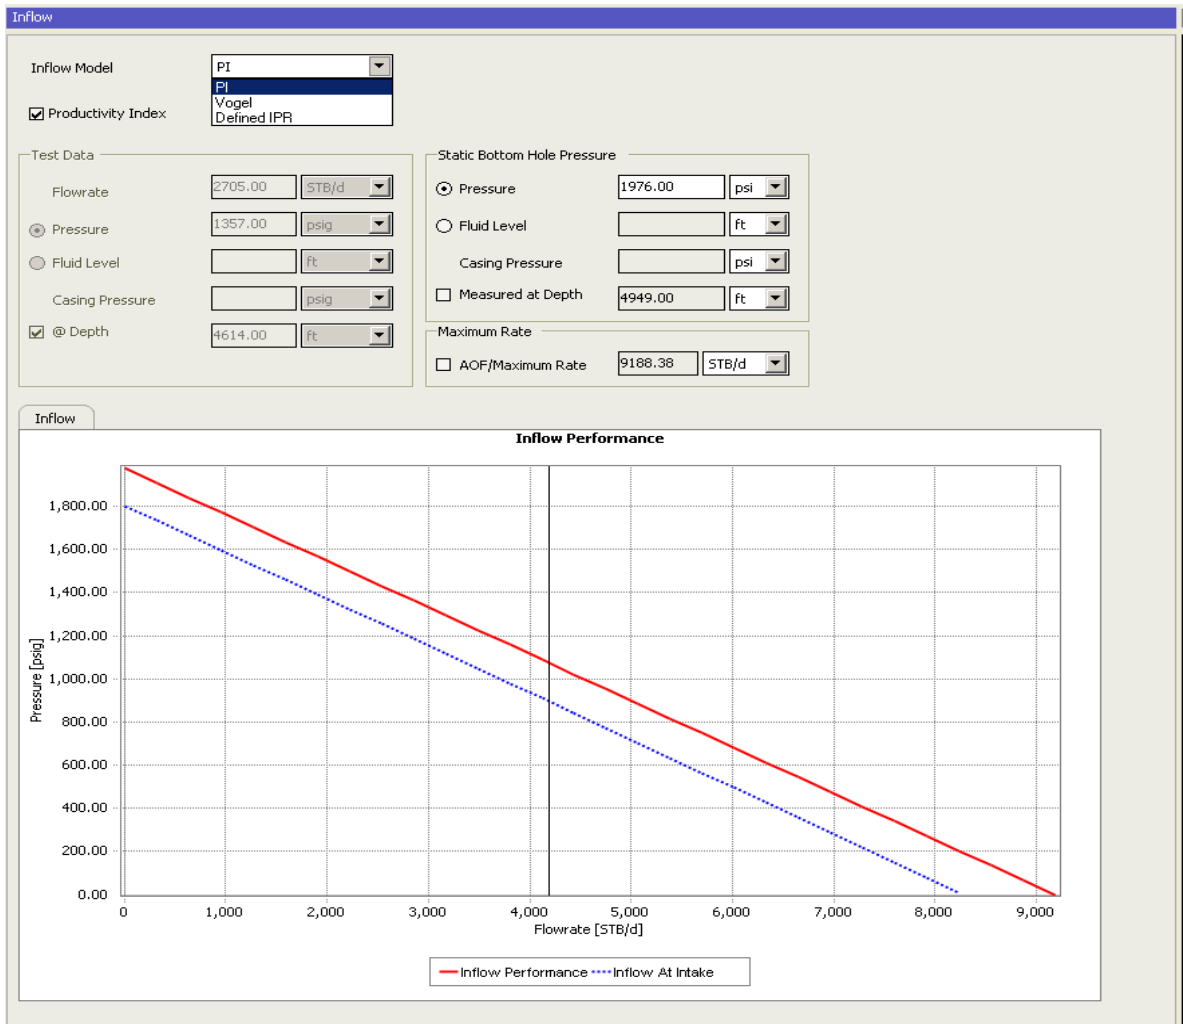 Inflow
Inflow Model PI
PI
Vogel
Defined IPR
Productivity Index
Test Data
Flowrate 2705.00 STB/d
Pressure 1357.00 psig
Fluid Level ft
Casing Pressure psig
@ Depth 4614.00 ft
Static Bottom Hole Pressure
Pressure 1976.00 psi
Fluid Level ft
Casing Pressure psi
Measured at Depth 4949.00 ft
Maximum Rate
AOF/Maximum Rate 9188.38 STB/d
Inflow
Inflow Performance
Pressure [psig]
1,800.00
1,600.00
1,400.00
1,200.00
1,000.00
800.00
600.00
400.00
200.00
0.00
0 1,000 2,000 3,000 4,000 5,000 6,000 7,000 8,000 9,000
Flowrate [STB/d]
Inflow Performance Inflow At Intake